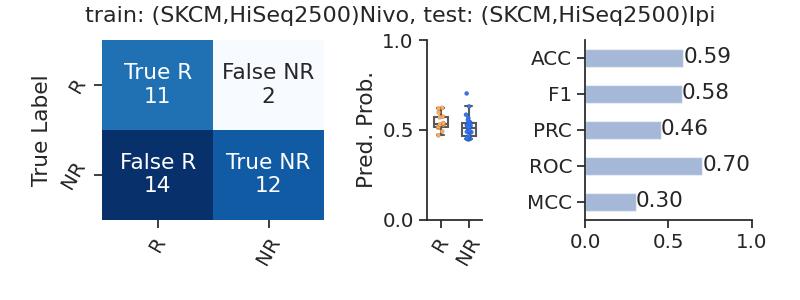 train: (SKCM,HiSeq2500)Nivo, test: (SKCM,HiSeq2500)Ipi
True Label
R
NR
True R
11
False NR
2
False R
14
True NR
12
R
NR
Pred. Prob.
1.0
0.5
0.0
R
NR
ACC
0.59
F1
0.58
PRC
0.46
ROC
0.70
MCC
0.30
0.0
0.5
1.0